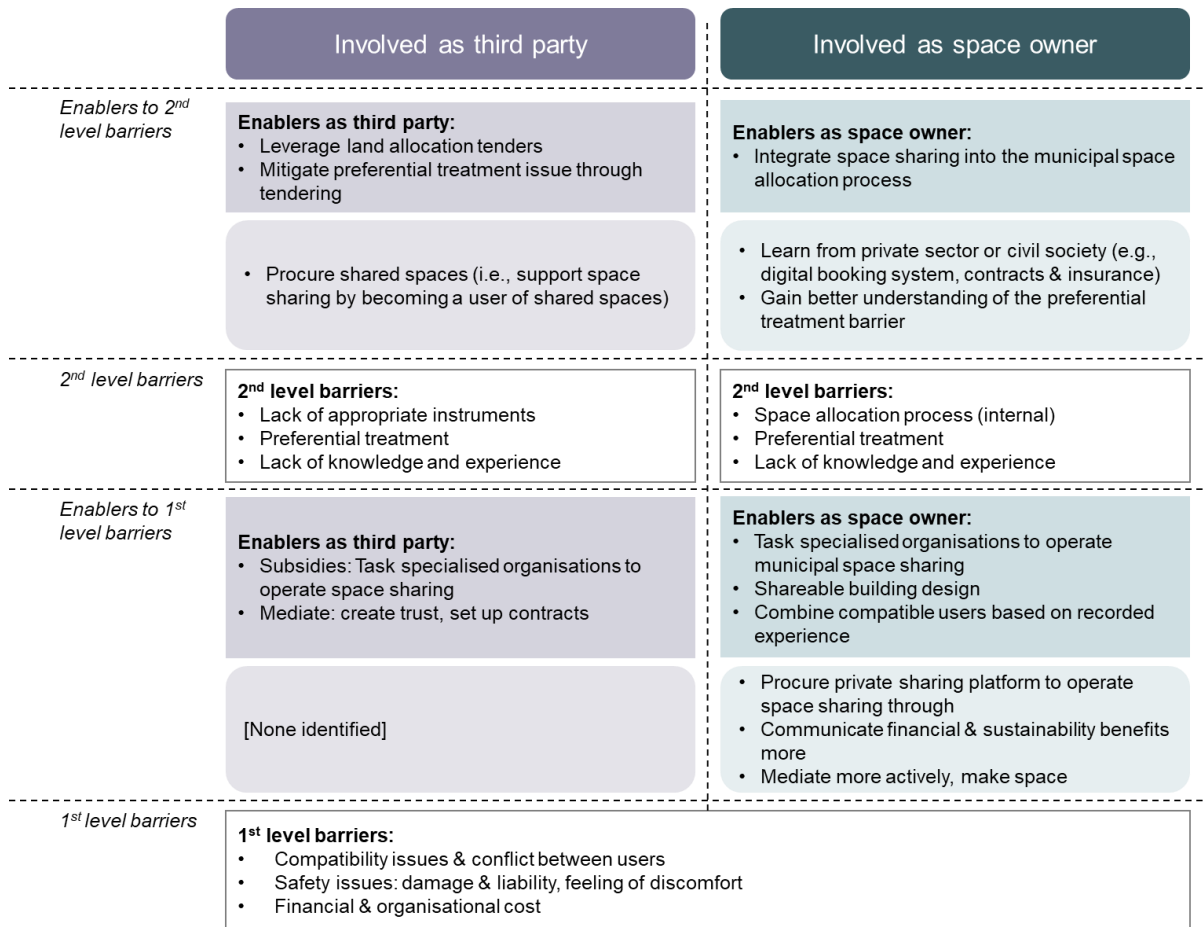 Involved as third party
Involved as space owner
Enablers to 2nd
level barriers
Enablers as third party:
• Leverage land allocation tenders
• Mitigate preferential treatment issue through
tendering
Enablers as space owner:
• Integrate space sharing into the municipal space
allocation process
• Procure shared spaces (i.e., support space
sharing by becoming a user of shared spaces)
• Learn from private sector or civil society (e.g.,
digital booking system, contracts & insurance)
• Gain better understanding of the preferential
treatment barrier
2nd level barriers
2nd level barriers:
• Lack of appropriate instruments
• Preferential treatment
• Lack of knowledge and experience
2nd level barriers:
• Space allocation process (internal)
• Preferential treatment
• Lack of knowledge and experience
Enablers to 1st
level barriers
Enablers as third party:
• Subsidies: Task specialised organisations to
operate space sharing
• Mediate: create trust, set up contracts
Enablers as space owner:
• Task specialised organisations to operate
municipal space sharing
• Shareable building design
• Combine compatible users based on recorded
experience
[None identified]
• Procure private sharing platform to operate
space sharing through
• Communicate financial & sustainability benefits
more
• Mediate more actively, make space
1st level barriers
1st level barriers:
• Compatibility issues & conflict between users
• Safety issues: damage & liability, feeling of discomfort
• Financial & organisational cost